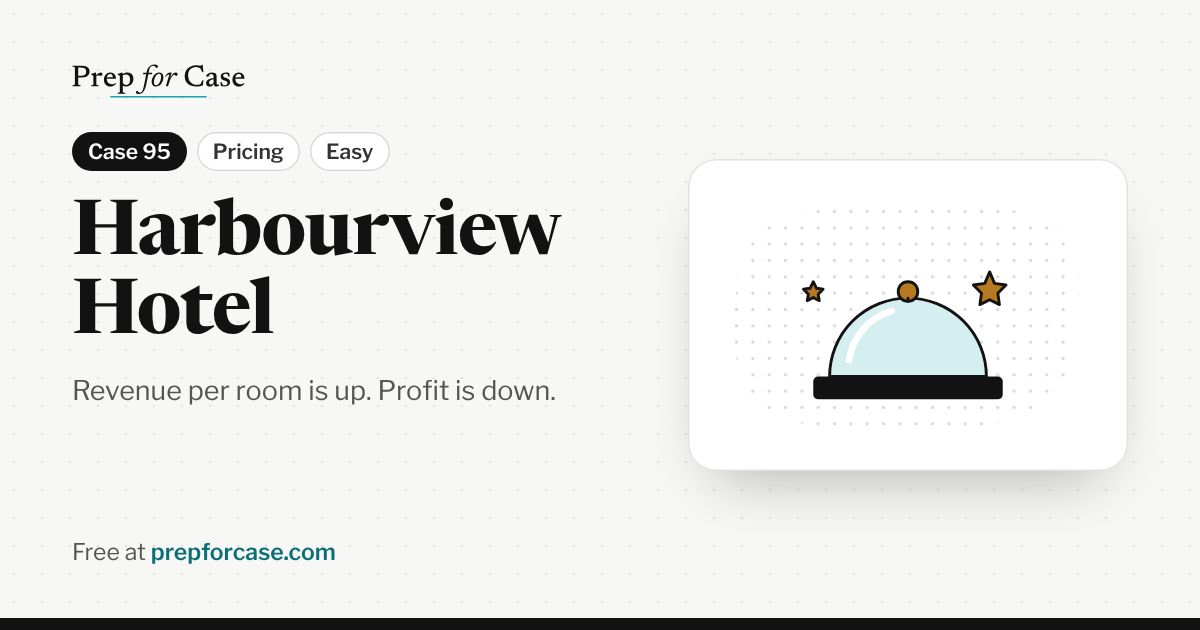 Prep for Case
Case 95 Pricing Easy
Harbourview
Hotel
Revenue per room is up. Profit is down.
Free at prepforcase.com